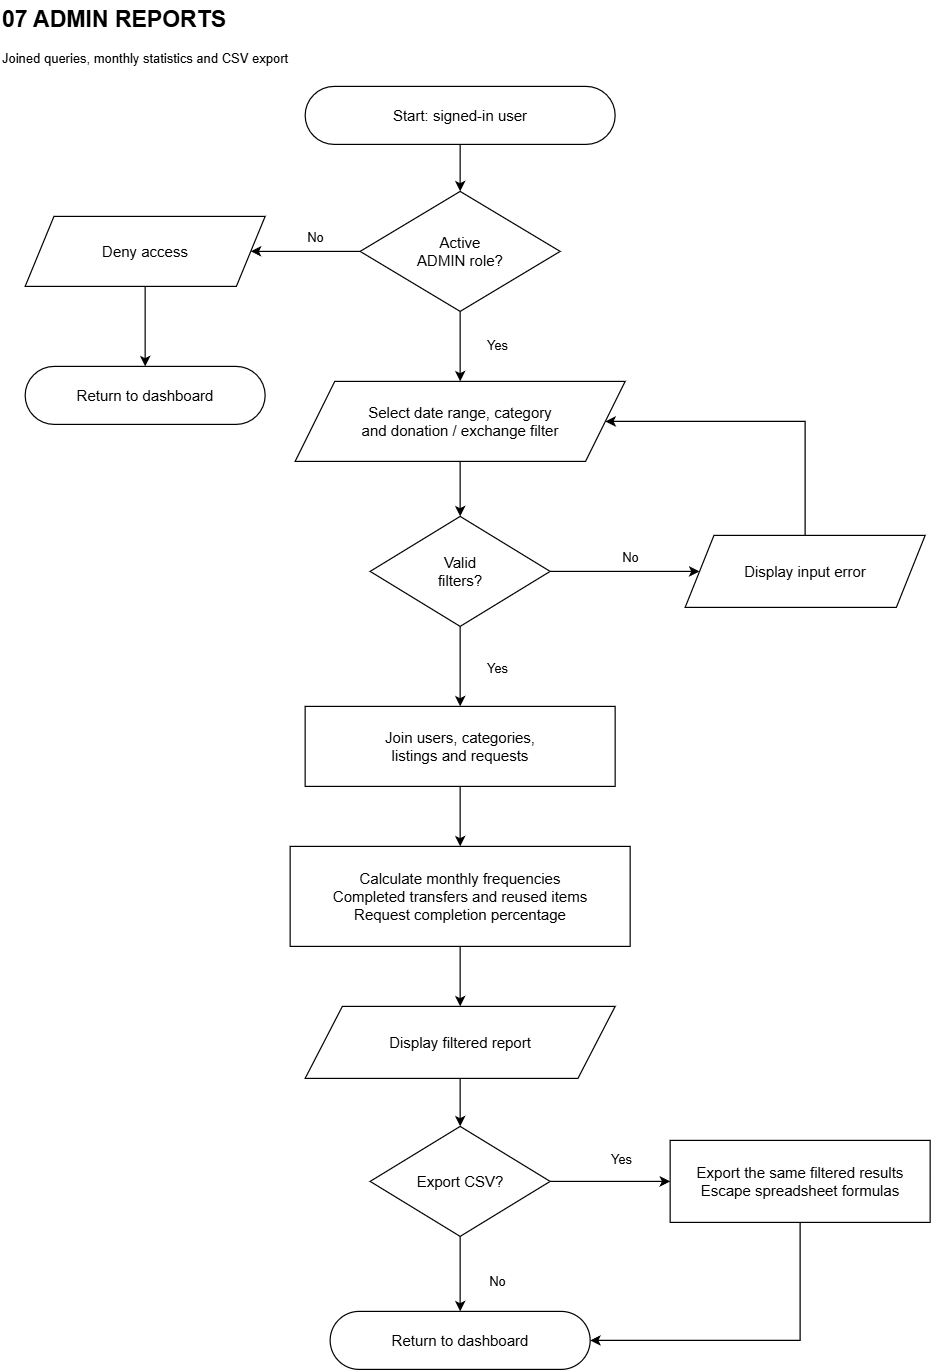 07 ADMIN REPORTS
Joined queries, monthly statistics and CSV export
Start: signed-in user
Active
ADMIN role?
No
Deny access
Return to dashboard
Yes
Select date range, category
and donation / exchange filter
Valid
filters?
No
Display input error
Yes
Join users, categories,
listings and requests
Calculate monthly frequencies
Completed transfers and reused items
Request completion percentage
Display filtered report
Export CSV?
Yes
Export the same filtered results
Escape spreadsheet formulas
No
Return to dashboard